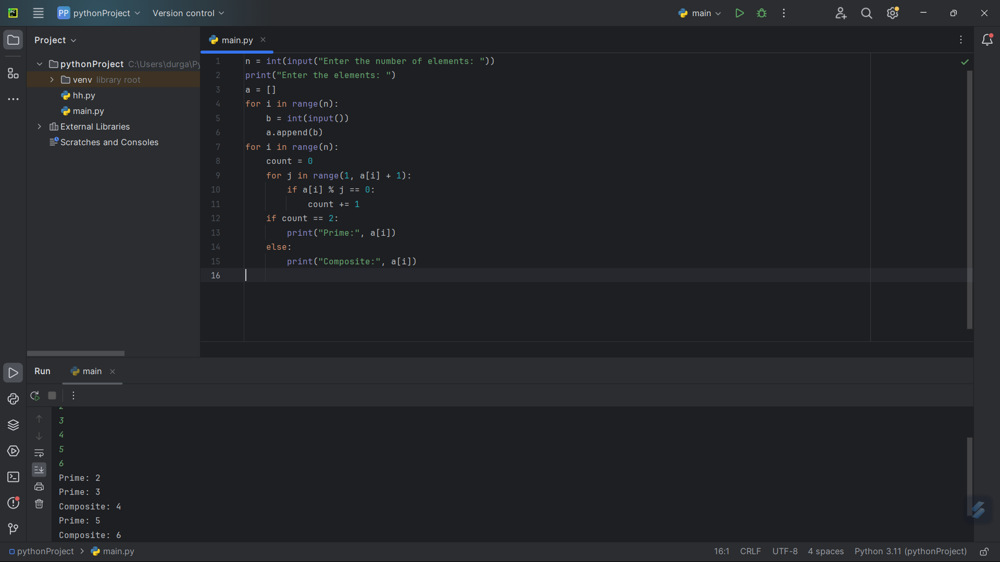 PP pythonProject Version control main
Project
main.py
pythonProject C:\Users\durga\Py
venv library root
hh.py
main.py
External Libraries
Scratches and Consoles
1 n = int(input("Enter the number of elements: "))
2 print("Enter the elements: ")
3 a = []
4 for i in range(n):
5     b = int(input())
6     a.append(b)
7 for i in range(n):
8     count = 0
9     for j in range(1, a[i] + 1):
10         if a[i] % j == 0:
11             count += 1
12     if count == 2:
13         print("Prime:", a[i])
14     else:
15         print("Composite:", a[i])
16
Run main
2
3
4
5
6
Prime: 2
Prime: 3
Composite: 4
Prime: 5
Composite: 6
pythonProject > main.py 16:1 CRLF UTF-8 4 spaces Python 3.11 (pythonProject)